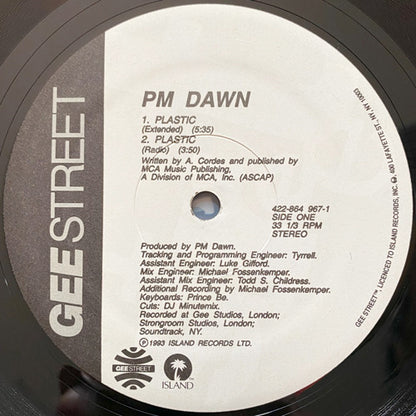 GEE STREET
PM DAWN
1. PLASTIC
(Extended) (5:35)
2. PLASTIC
(Radio) (3:50)
Written by A. Cordes and published by
MCA Music Publishing,
A Division of MCA, Inc. (ASCAP)
422-864 967-1
SIDE ONE
33 1/3 RPM
STEREO
Produced by PM Dawn.
Tracking and Programming Engineer: Tyrrell.
Assistant Engineer: Luke Gifford.
Mix Engineer: Michael Fossenkemper.
Assistant Mix Engineer: Todd S. Childress.
Additional Recording by Michael Fossenkemper.
Keyboards: Prince Be.
Cuts: DJ Minutemix.
Recorded at Gee Studios, London;
Strongroom Studios, London;
Soundtrack, NY.
℗ 1993 ISLAND RECORDS LTD.
GEE STREET
ISLAND
GEE STREET™, LICENCED TO ISLAND RECORDS, INC. 400 LAFAYETTE ST., NY, NY 10003